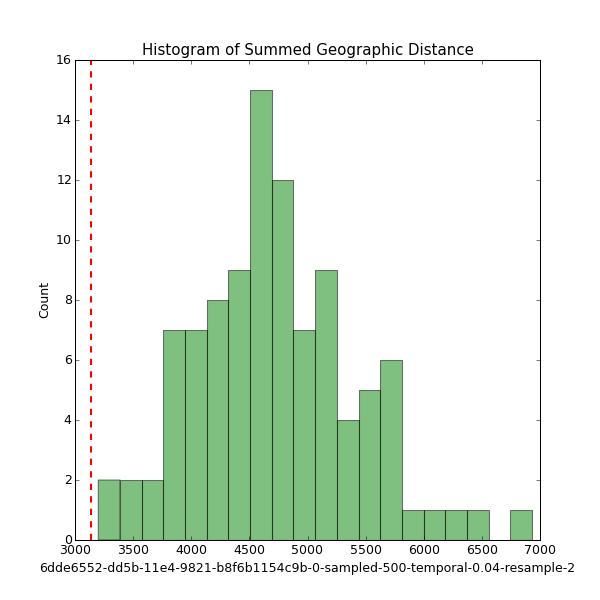 Histogram of Summed Geographic Distance
16
14
12
10
8
6
4
2
0
Count
3000 3500 4000 4500 5000 5500 6000 6500 7000
6dde6552-dd5b-11e4-9821-b8f6b1154c9b-0-sampled-500-temporal-0.04-resample-2